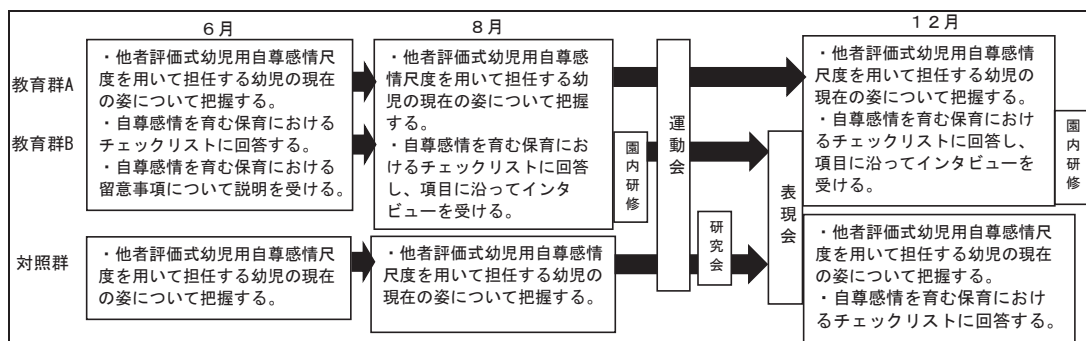 ６月
８月
１２月
教育群A
教育群B
対照群
・他者評価式幼児用自尊感情尺
度を用いて担任する幼児の現在
の姿について把握する。
・自尊感情を育む保育における
チェックリストに回答する。
・自尊感情を育む保育における
留意事項について説明を受ける。
・他者評価式幼児用自尊感
情尺度を用いて担任する幼
児の現在の姿について把握
する。
・自尊感情を育む保育にお
けるチェックリストに回答
し、項目に沿ってインタ
ビューを受ける。
園内研修
運動会
研究会
表現会
・他者評価式幼児用自尊感情
尺度を用いて担任する幼児の
現在の姿について把握する。
・自尊感情を育む保育におけ
るチェックリストに回答し、
項目に沿ってインタビューを
受ける。
園内研修
・他者評価式幼児用自尊感情尺
度を用いて担任する幼児の現在
の姿について把握する。
・他者評価式幼児用自尊感情
尺度を用いて担任する幼児の
現在の姿について把握する。
・他者評価式幼児用自尊感情尺
度を用いて担任する幼児の現在
の姿について把握する。
・自尊感情を育む保育におけ
るチェックリストに回答する。